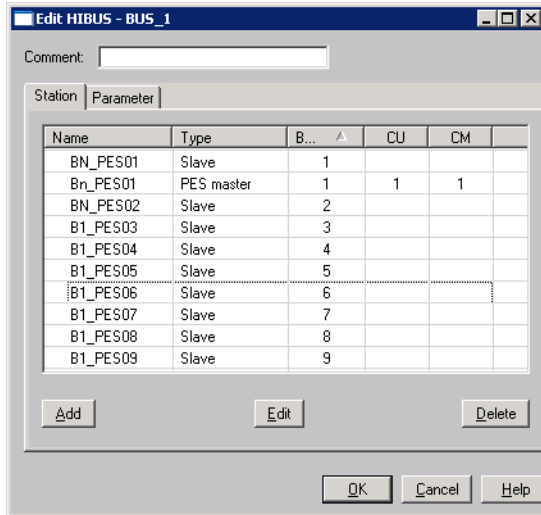 Edit HIBUS - BUS_1
Comment:
Station Parameter
Name Type B... CU CM
BN_PES01 Slave 1
Bn_PES01 PES master 1 1 1
BN_PES02 Slave 2
B1_PES03 Slave 3
B1_PES04 Slave 4
B1_PES05 Slave 5
B1_PES06 Slave 6
B1_PES07 Slave 7
B1_PES08 Slave 8
B1_PES09 Slave 9
Add Edit Delete
OK Cancel Help